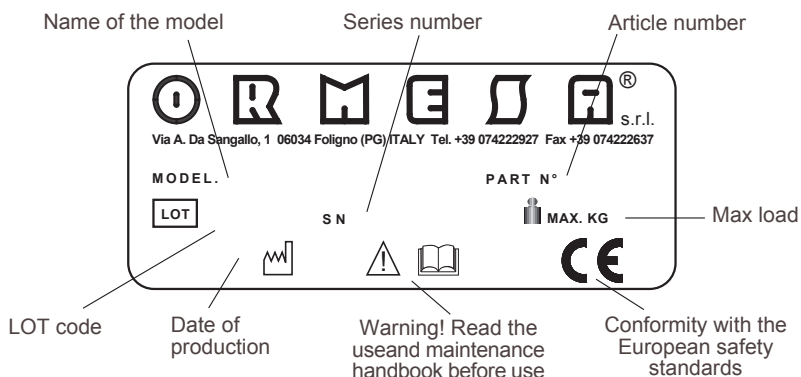 Name of the model
Series number
Article number
ORMESA® s.r.l.
Via A. Da Sangallo, 1 06034 Foligno (PG) ITALY Tel. +39 074222927 Fax +39 074222637
MODEL.
PART N°
LOT
SN
MAX. KG
Max load
CE
LOT code
Date of
production
Warning! Read the
useand maintenance
handbook before use
Conformity with the
European safety
standards